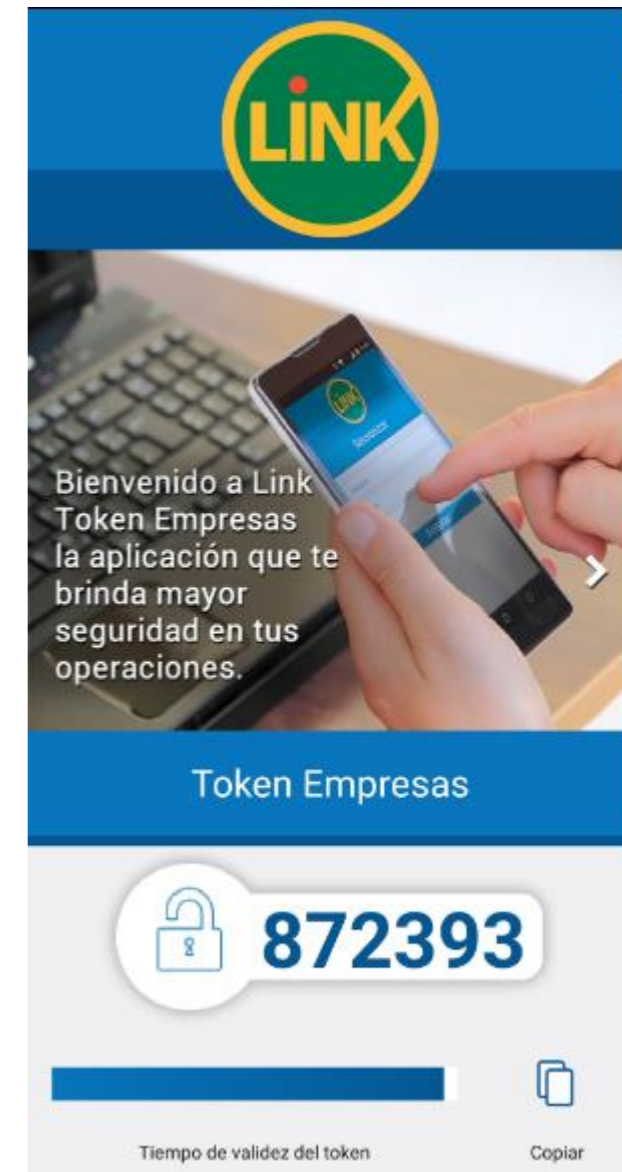 LiNK
Bienvenido a Link
Token Empresas
la aplicación que te
brinda mayor
seguridad en tus
operaciones.
Token Empresas
872393
Tiempo de validez del token
Copiar